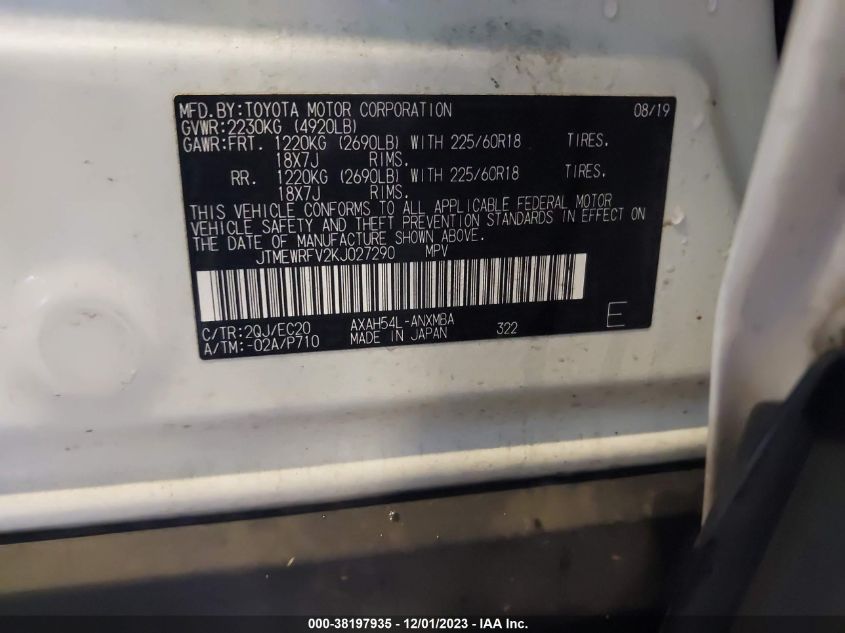 MFD.BY:TOYOTA MOTOR CORPORATION 08/19
GVWR:2230KG (4920LB)
GAWR:FRT. 1220KG (2690LB) WITH 225/60R18 TIRES.
18X7J RIMS.
RR. 1220KG (2690LB) WITH 225/60R18 TIRES.
18X7J RIMS.
THIS VEHICLE CONFORMS TO ALL APPLICABLE FEDERAL MOTOR
VEHICLE SAFETY AND THEFT PREVENTION STANDARDS IN EFFECT ON
THE DATE OF MANUFACTURE SHOWN ABOVE.
JTMEWRFV2KJ027290 MPV
C/TR:2QJ/EC20 AXAH54L-ANXMBA 322 E
A/TM:-02A/P710 MADE IN JAPAN
000-38197935 - 12/01/2023 - IAA Inc.